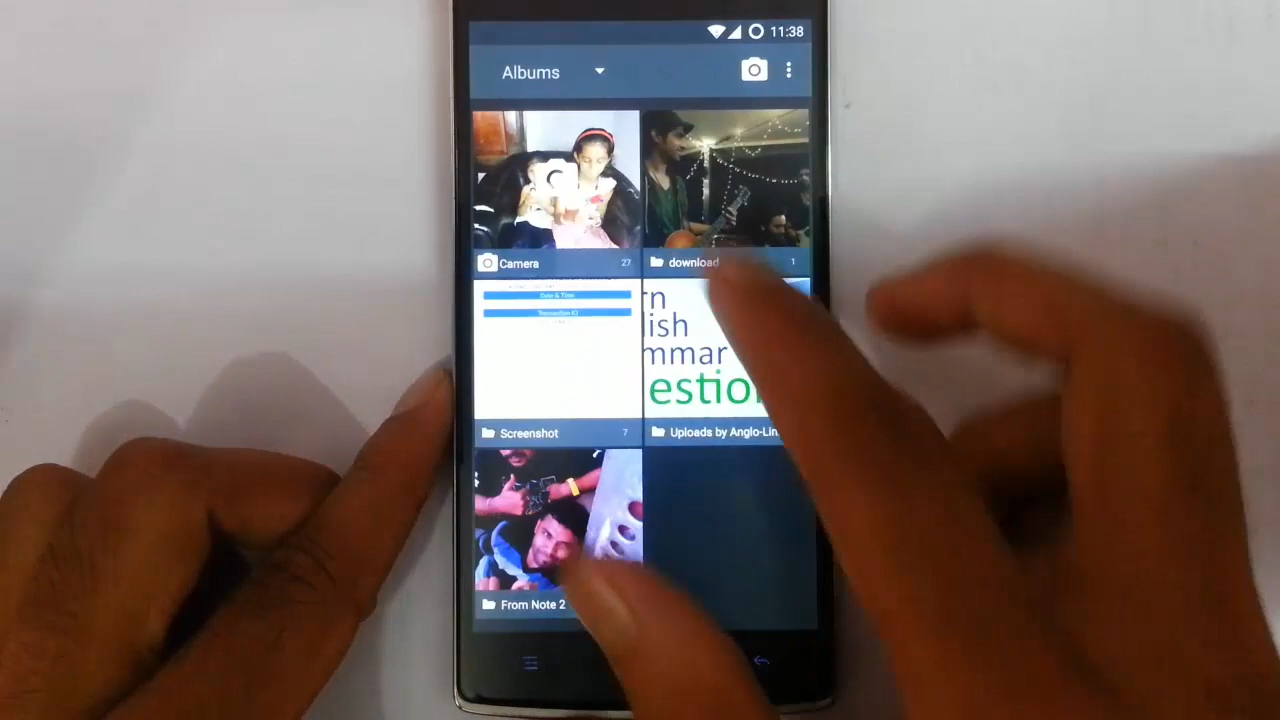 11:38
Albums
Camera 27
download 1
Date & Time
Transaction ID
rn
lish
mmar
estion
Screenshot 7
Uploads by Anglo-Lin
From Note 2